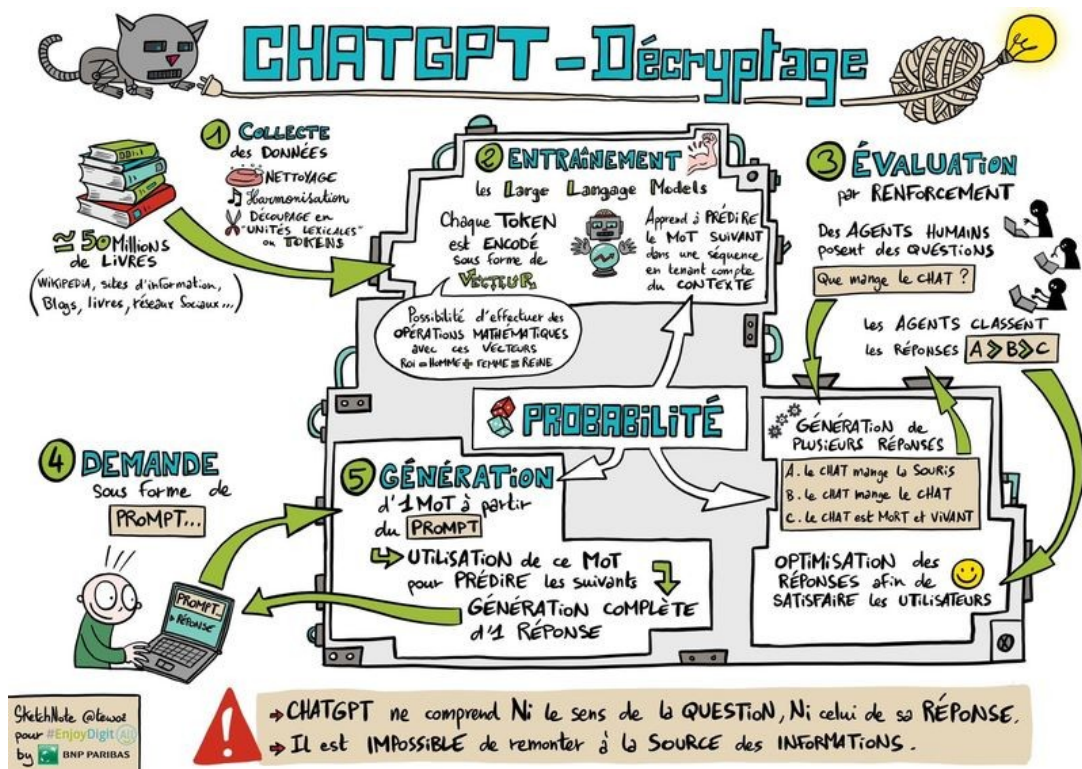 CHATGPT - Décryptage
1 COLLECTE
des DONNÉES
NETTOYAGE
Harmonisation
DÉCOUPAGE en
"UNITÉS LEXICALES"
ou TOKENS
≃ 50 Millions
de LIVRES
(WIKIPEDIA, sites d'information,
Blogs, livres, réseaux Sociaux...)
2 ENTRAÎNEMENT
les Large Langage Models
Chaque TOKEN
est ENCODÉ
sous forme de
VECTEUR
Possibilité d'effectuer des
OPÉRATIONS MATHÉMATIQUES
avec ces VECTEURS
ROI - HOMME + FEMME = REINE
Apprend à PRÉDIRE
le MOT SUIVANT
dans une séquence
en tenant compte
du CONTEXTE
3 ÉVALUATION
par RENFORCEMENT
Des AGENTS HUMAINS
posent des QUESTIONS
Que mange le CHAT ?
les AGENTS CLASSENT
les RÉPONSES A > B > C
GÉNÉRATION de
PLUSIEURS RÉPONSES
A. le CHAT mange la SOURIS
B. le CHAT mange le CHAT
C. le CHAT est MORT et VIVANT
OPTIMISATION des
RÉPONSES afin de
SATISFAIRE les UTILISATEURS
PROBABILITÉ
4 DEMANDE
sous forme de
PROMPT...
PROMPT...
RÉPONSE
5 GÉNÉRATION
d'1 MOT à partir
du PROMPT
UTILISATION de ce MOT
pour PRÉDIRE les suivants
GÉNÉRATION COMPLÈTE
d'1 RÉPONSE
→ CHATGPT ne comprend Ni le sens de la QUESTION, Ni celui de sa RÉPONSE.
→ Il est IMPOSSIBLE de remonter à la SOURCE des INFORMATIONS.
SketchNote @tewoz
pour #EnjoyDigitAll
by BNP PARIBAS